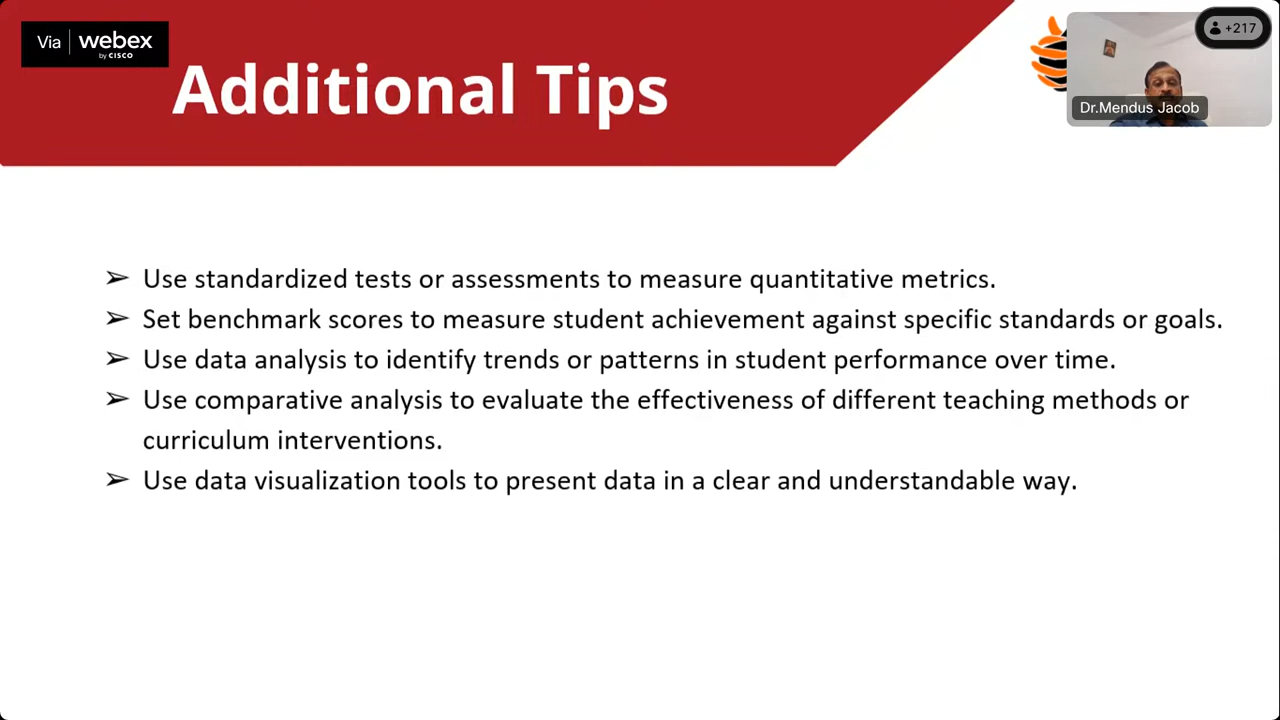 Via webex
by CISCO
+217
Additional Tips
Dr.Mendus Jacob
➢ Use standardized tests or assessments to measure quantitative metrics.
➢ Set benchmark scores to measure student achievement against specific standards or goals.
➢ Use data analysis to identify trends or patterns in student performance over time.
➢ Use comparative analysis to evaluate the effectiveness of different teaching methods or
curriculum interventions.
➢ Use data visualization tools to present data in a clear and understandable way.